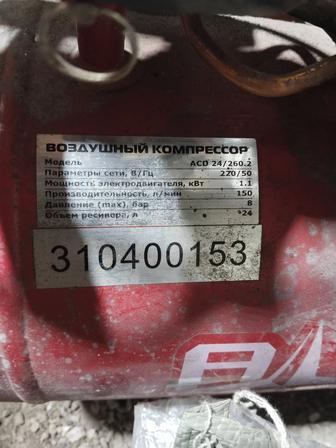 ВОЗДУШНЫЙ КОМПРЕССОР
Модель ACD 24/260.2
Параметры сети, В/Гц 220/50
Мощность электродвигателя, кВт 1.1
Производительность, л/мин 150
Давление (max), бар 8
Объем ресивера, л 24
310400153